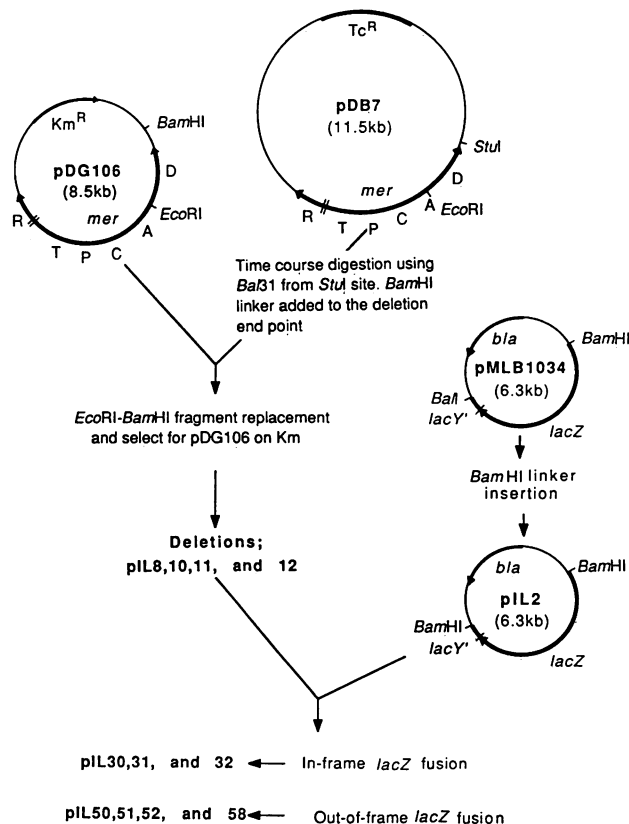 Tc^R
pDB7
(11.5kb)
StuI
D
A
EcoRI
C
P
T
R
mer
Km^R
BamHI
pDG106
(8.5kb)
D
mer
EcoRI
A
C
P
T
R
Time course digestion using
Bal31 from StuI site. BamHI
linker added to the deletion
end point
bla
BamHI
pMLB1034
(6.3kb)
BalI
lacY'
lacZ
EcoRI-BamHI fragment replacement
and select for pDG106 on Km
BamHI linker
insertion
Deletions;
pIL8,10,11, and 12
bla
BamHI
pIL2
(6.3kb)
BamHI
lacY'
lacZ
pIL30,31, and 32 In-frame lacZ fusion
pIL50,51,52, and 58 Out-of-frame lacZ fusion